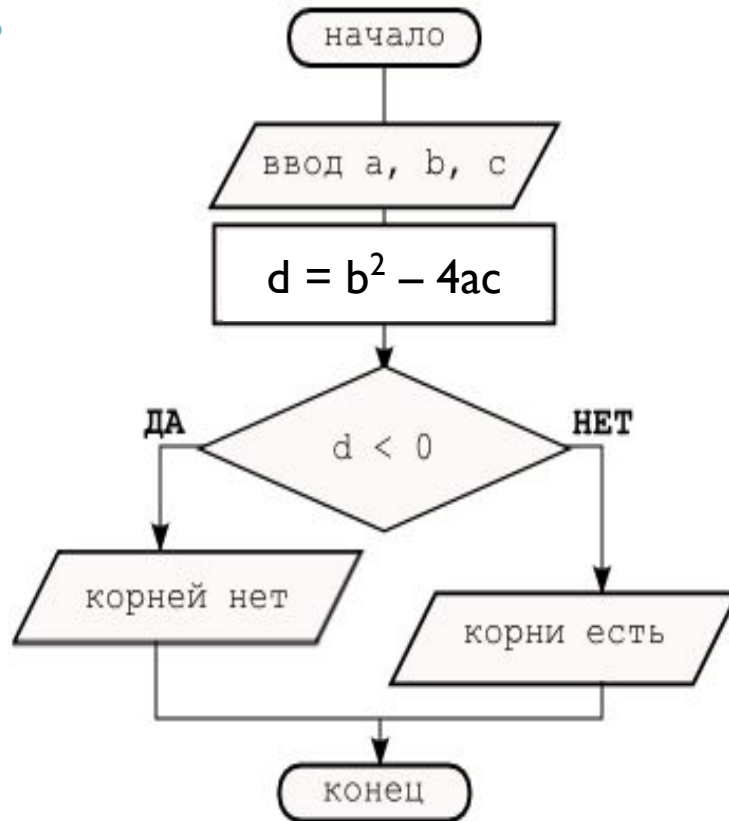 начало
ввод a, b, c
d = b² – 4ac
ДА
НЕТ
d < 0
корней нет
корни есть
конец